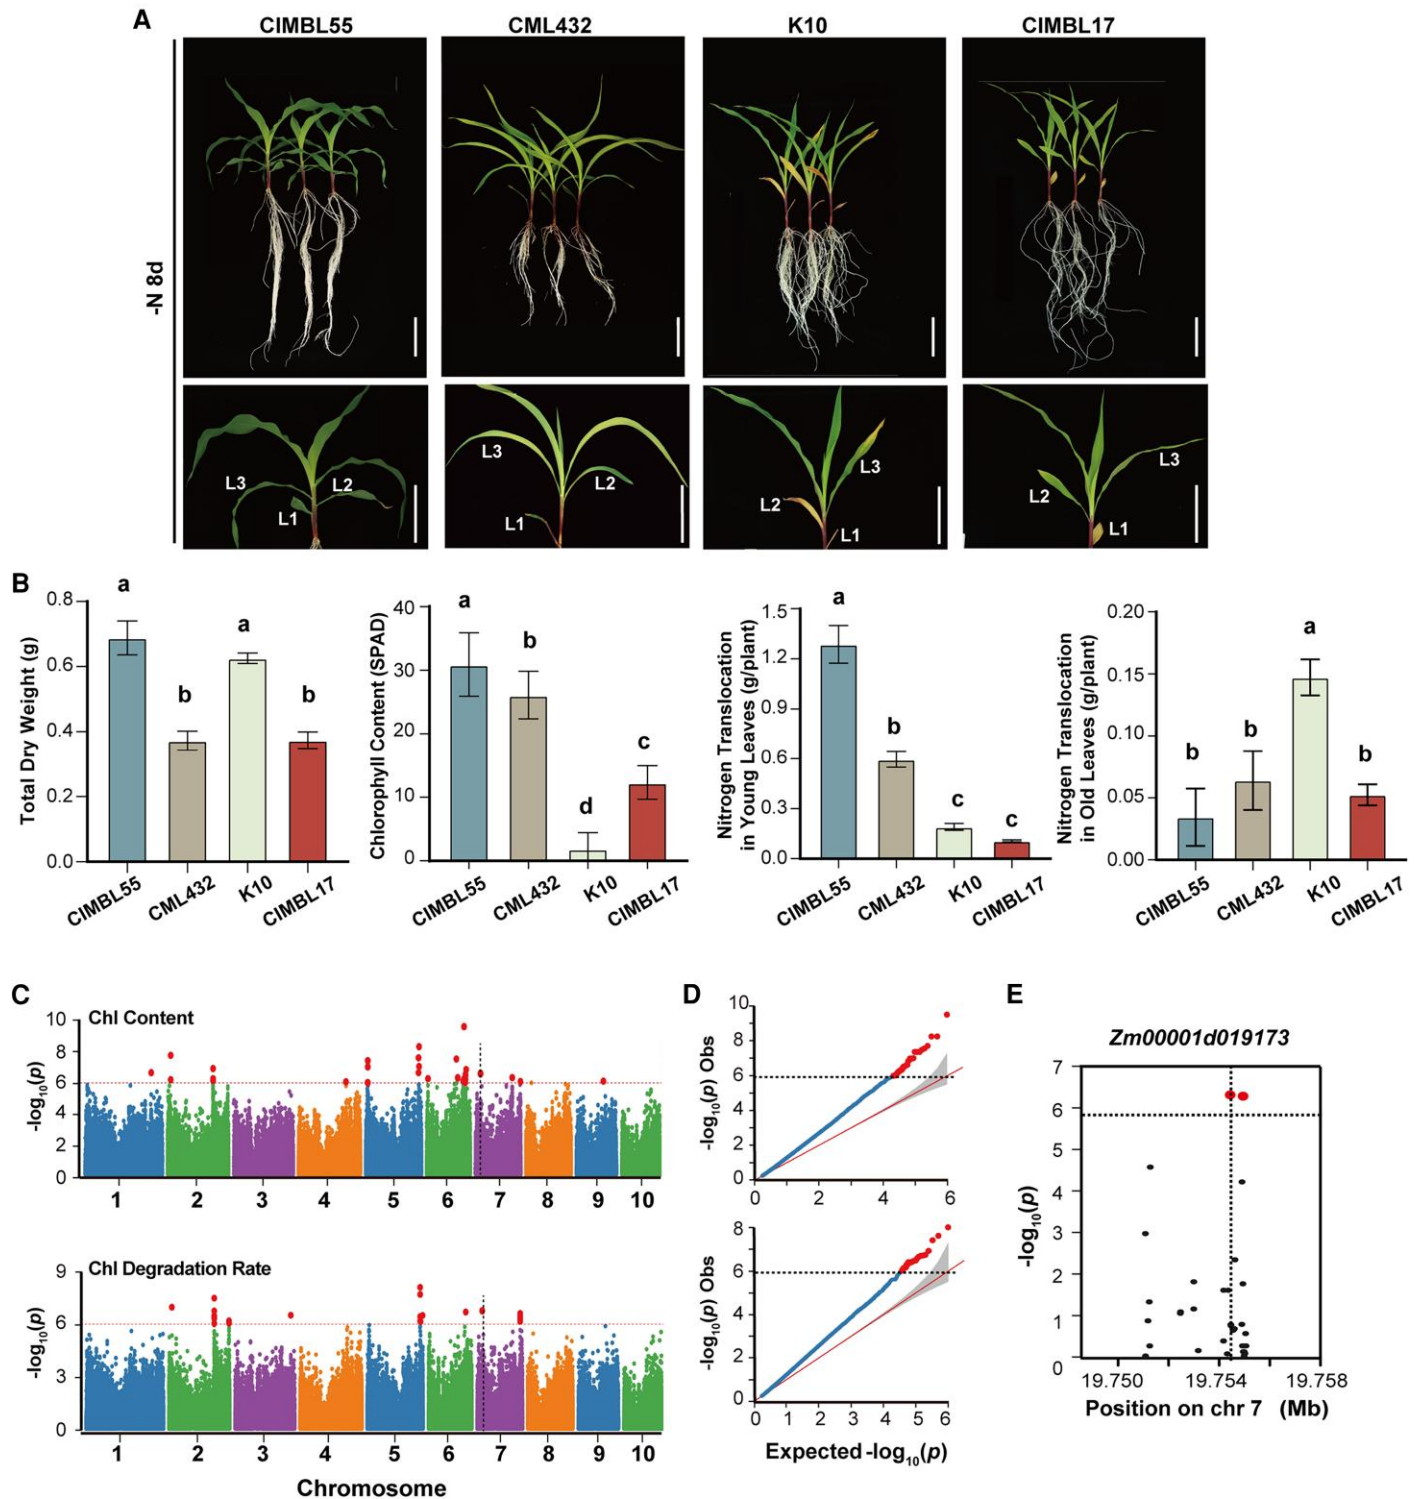 A
CIMBL55
CML432
K10
CIMBL17
-N 8d
L3
L2
L1
L3
L2
L1
L3
L2
L1
L3
L2
L1
B
Total Dry Weight (g)
0.8
0.6
0.4
0.2
0.0
a
b
a
b
CIMBL55
CML432
K10
CIMBL17
Chlorophyll Content (SPAD)
40
30
20
10
0
a
b
d
c
CIMBL55
CML432
K10
CIMBL17
Nitrogen Translocation
in Young Leaves (g/plant)
1.5
1.2
0.9
0.6
0.3
0.0
a
b
c
c
CIMBL55
CML432
K10
CIMBL17
Nitrogen Translocation
in Old Leaves (g/plant)
0.20
0.15
0.10
0.05
0.00
b
b
a
b
CIMBL55
CML432
K10
CIMBL17
C
Chl Content
-log10(p)
10
8
6
4
2
0
1 2 3 4 5 6 7 8 9 10
Chl Degradation Rate
-log10(p)
9
6
3
0
1 2 3 4 5 6 7 8 9 10
Chromosome
D
-log10(p) Obs
10
8
6
4
2
0
0 2 4 6
-log10(p) Obs
8
6
4
2
0
0 1 2 3 4 5 6
Expected -log10(p)
E
Zm00001d019173
-log10(p)
7
6
5
4
3
2
1
0
19.750 19.754 19.758
Position on chr 7 (Mb)